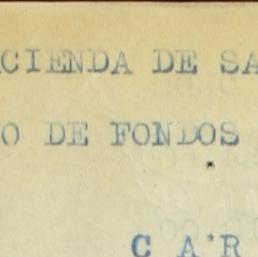 CIENDA DE SA
O DE FONDOS
C A R